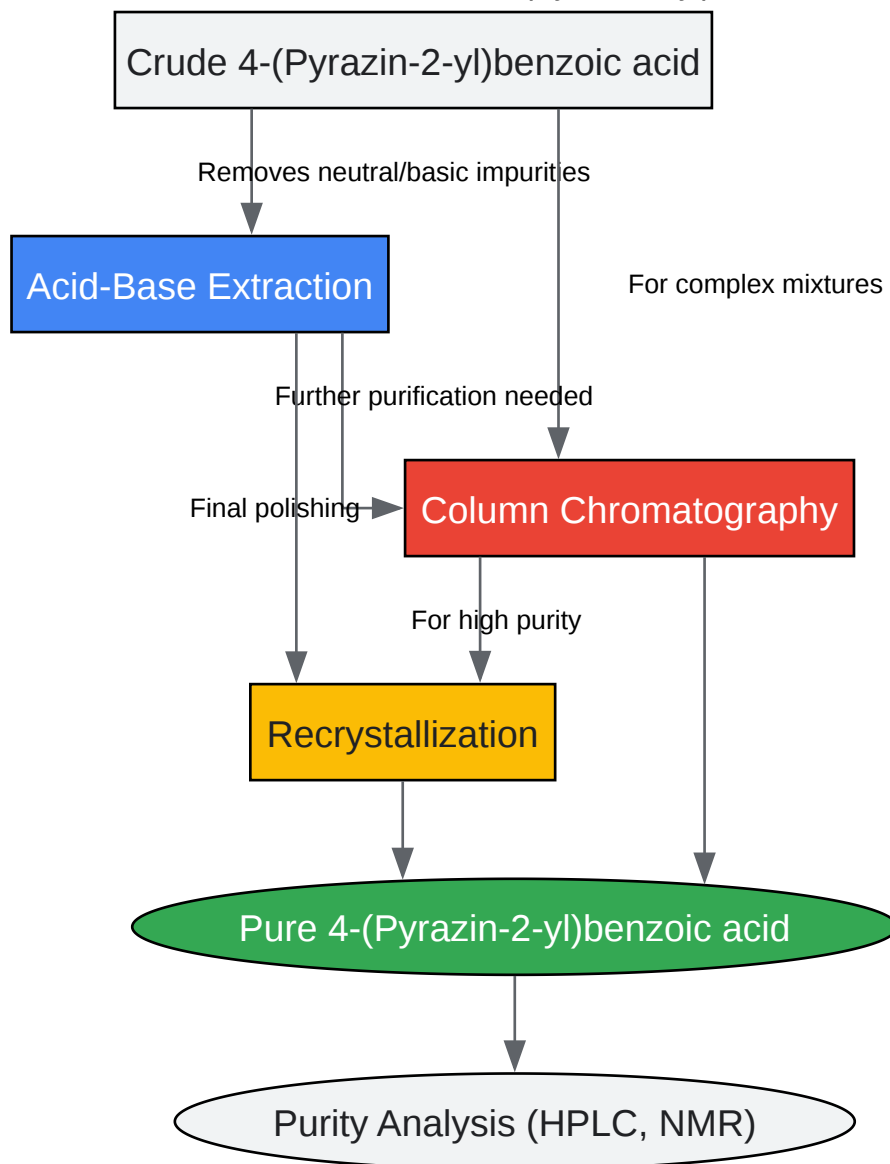 Crude 4-(Pyrazin-2-yl)benzoic acid
Removes neutral/basic impurities
Acid-Base Extraction
For complex mixtures
Further purification needed
Final polishing
Column Chromatography
For high purity
Recrystallization
Pure 4-(Pyrazin-2-yl)benzoic acid
Purity Analysis (HPLC, NMR)